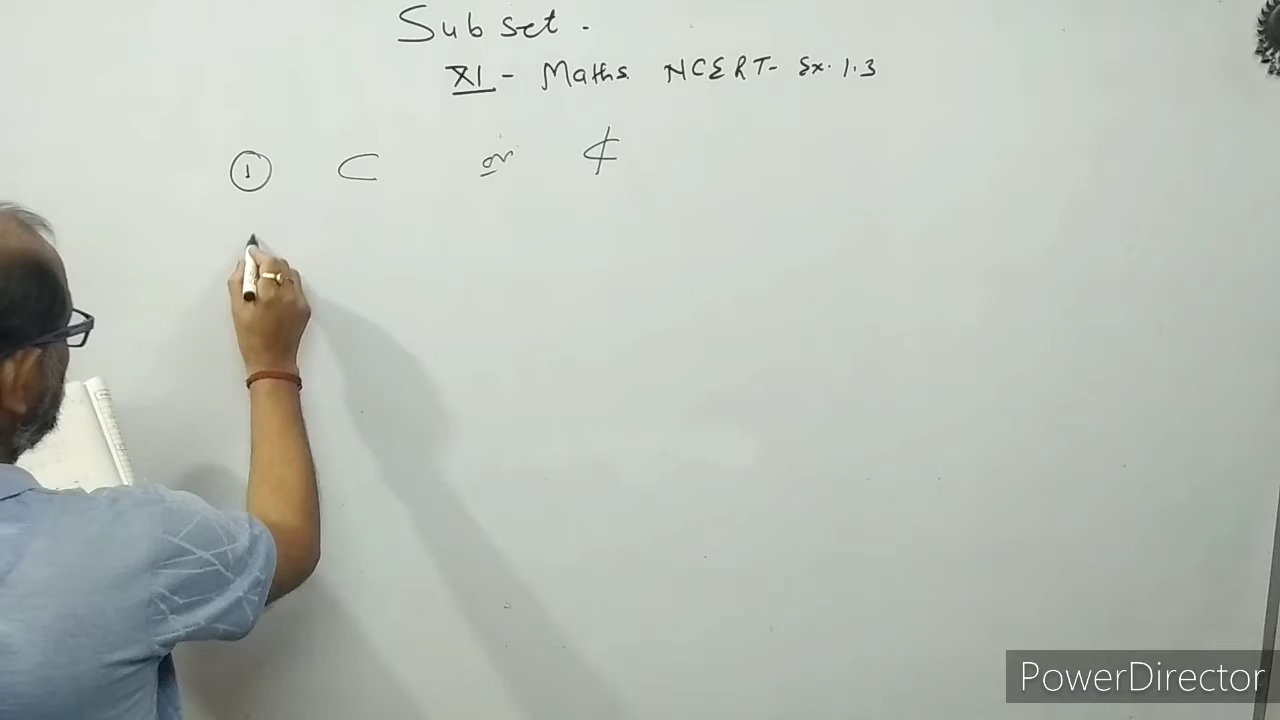 Subset.
XI - Maths NCERT- Ex. 1.3
① ⊂ or ⊄
PowerDirector